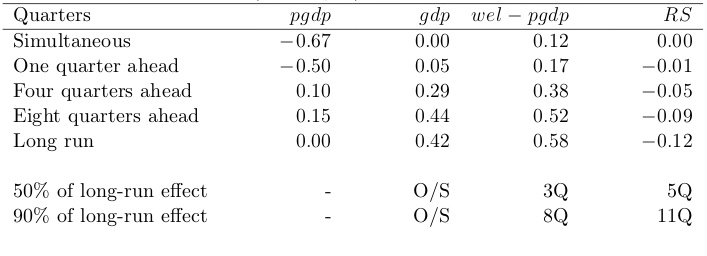 Quarters pgdp gdp wel − pgdp RS
Simultaneous −0.67 0.00 0.12 0.00
One quarter ahead −0.50 0.05 0.17 −0.01
Four quarters ahead 0.10 0.29 0.38 −0.05
Eight quarters ahead 0.15 0.44 0.52 −0.09
Long run 0.00 0.42 0.58 −0.12
50% of long-run effect - O/S 3Q 5Q
90% of long-run effect - O/S 8Q 11Q